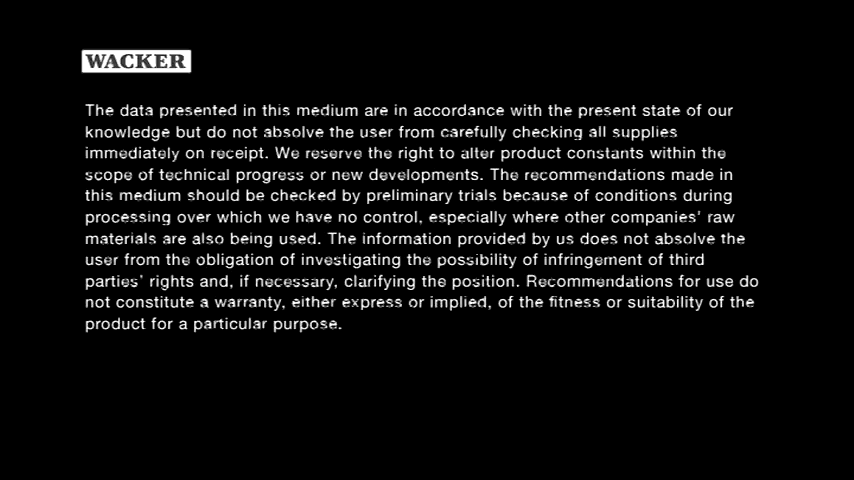 WACKER
The data presented in this medium are in accordance with the present state of our
knowledge but do not absolve the user from carefully checking all supplies
immediately on receipt. We reserve the right to alter product constants within the
scope of technical progress or new developments. The recommendations made in
this medium should be checked by preliminary trials because of conditions during
processing over which we have no control, especially where other companies' raw
materials are also being used. The information provided by us does not absolve the
user from the obligation of investigating the possibility of infringement of third
parties' rights and, if necessary, clarifying the position. Recommendations for use do
not constitute a warranty, either express or implied, of the fitness or suitability of the
product for a particular purpose.